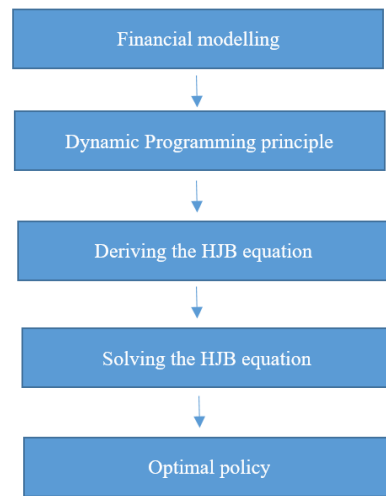 Financial modelling
Dynamic Programming principle
Deriving the HJB equation
Solving the HJB equation
Optimal policy